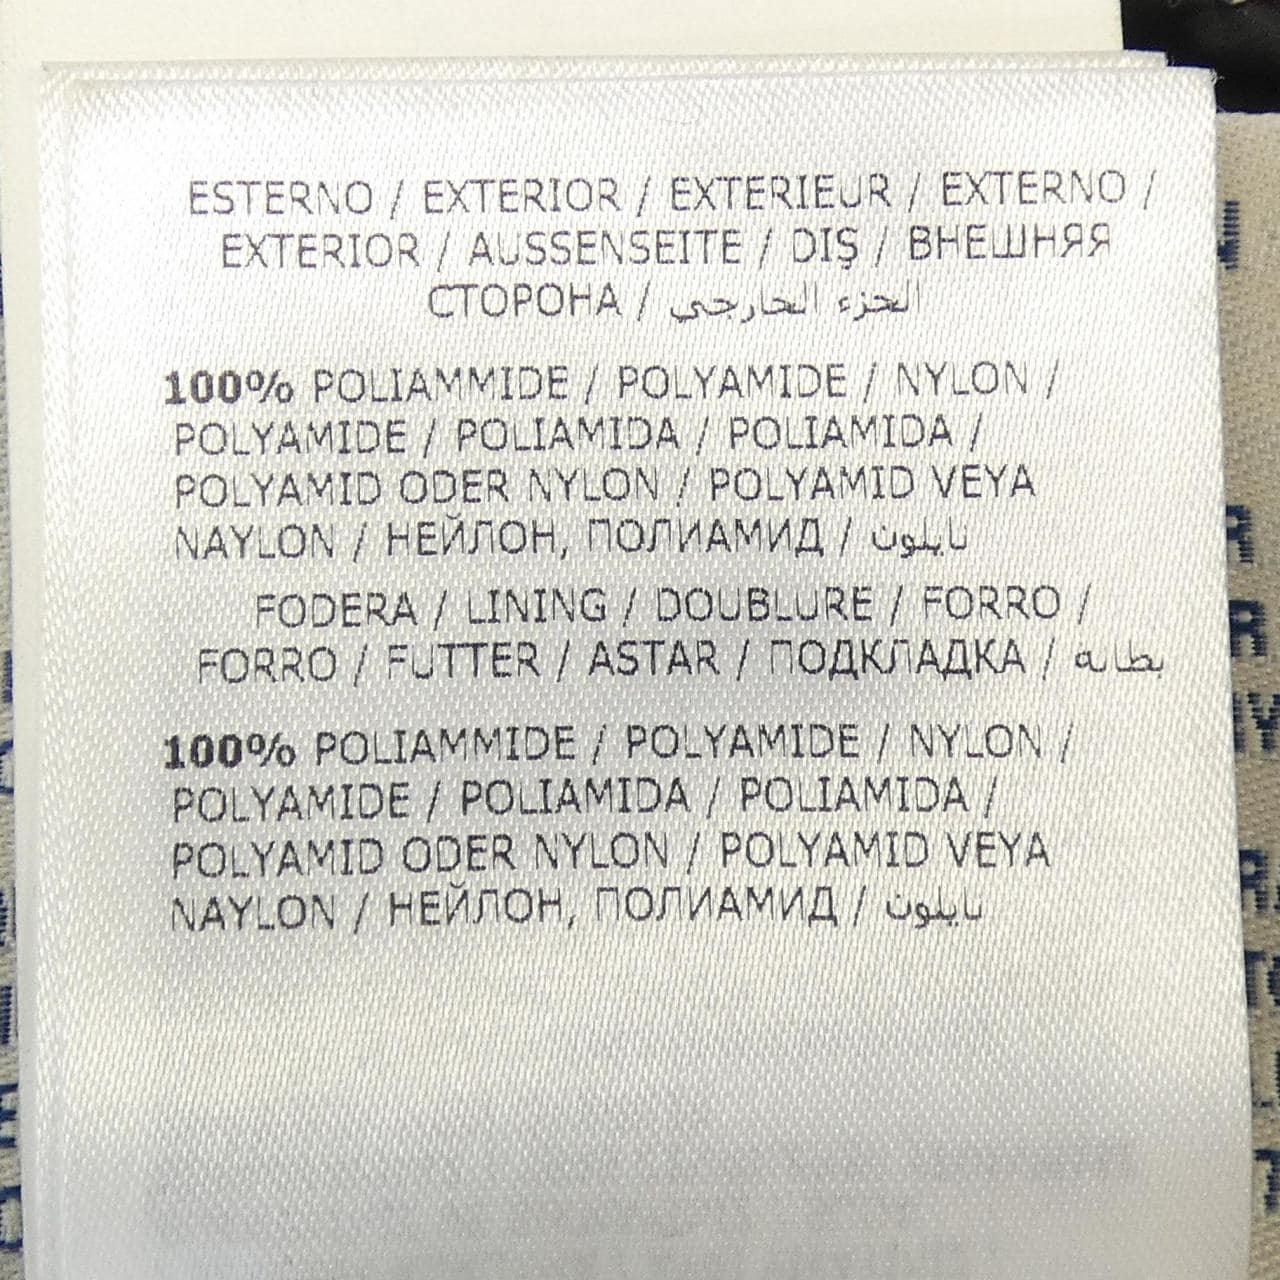 ESTERNO / EXTERIOR / EXTERIEUR / EXTERNO /
EXTERIOR / AUSSENSEITE / DIŞ / ВНЕШНЯЯ
СТОРОНА / الجزء الخارجي
100% POLIAMMIDE / POLYAMIDE / NYLON /
POLYAMIDE / POLIAMIDA / POLIAMIDA /
POLYAMID ODER NYLON / POLYAMID VEYA
NAYLON / НЕЙЛОН, ПОЛИАМИД / نايلون
FODERA / LINING / DOUBLURE / FORRO /
FORRO / FUTTER / ASTAR / ПОДКЛАДКА / بطانة
100% POLIAMMIDE / POLYAMIDE / NYLON /
POLYAMIDE / POLIAMIDA / POLIAMIDA /
POLYAMID ODER NYLON / POLYAMID VEYA
NAYLON / НЕЙЛОН, ПОЛИАМИД / نايلون